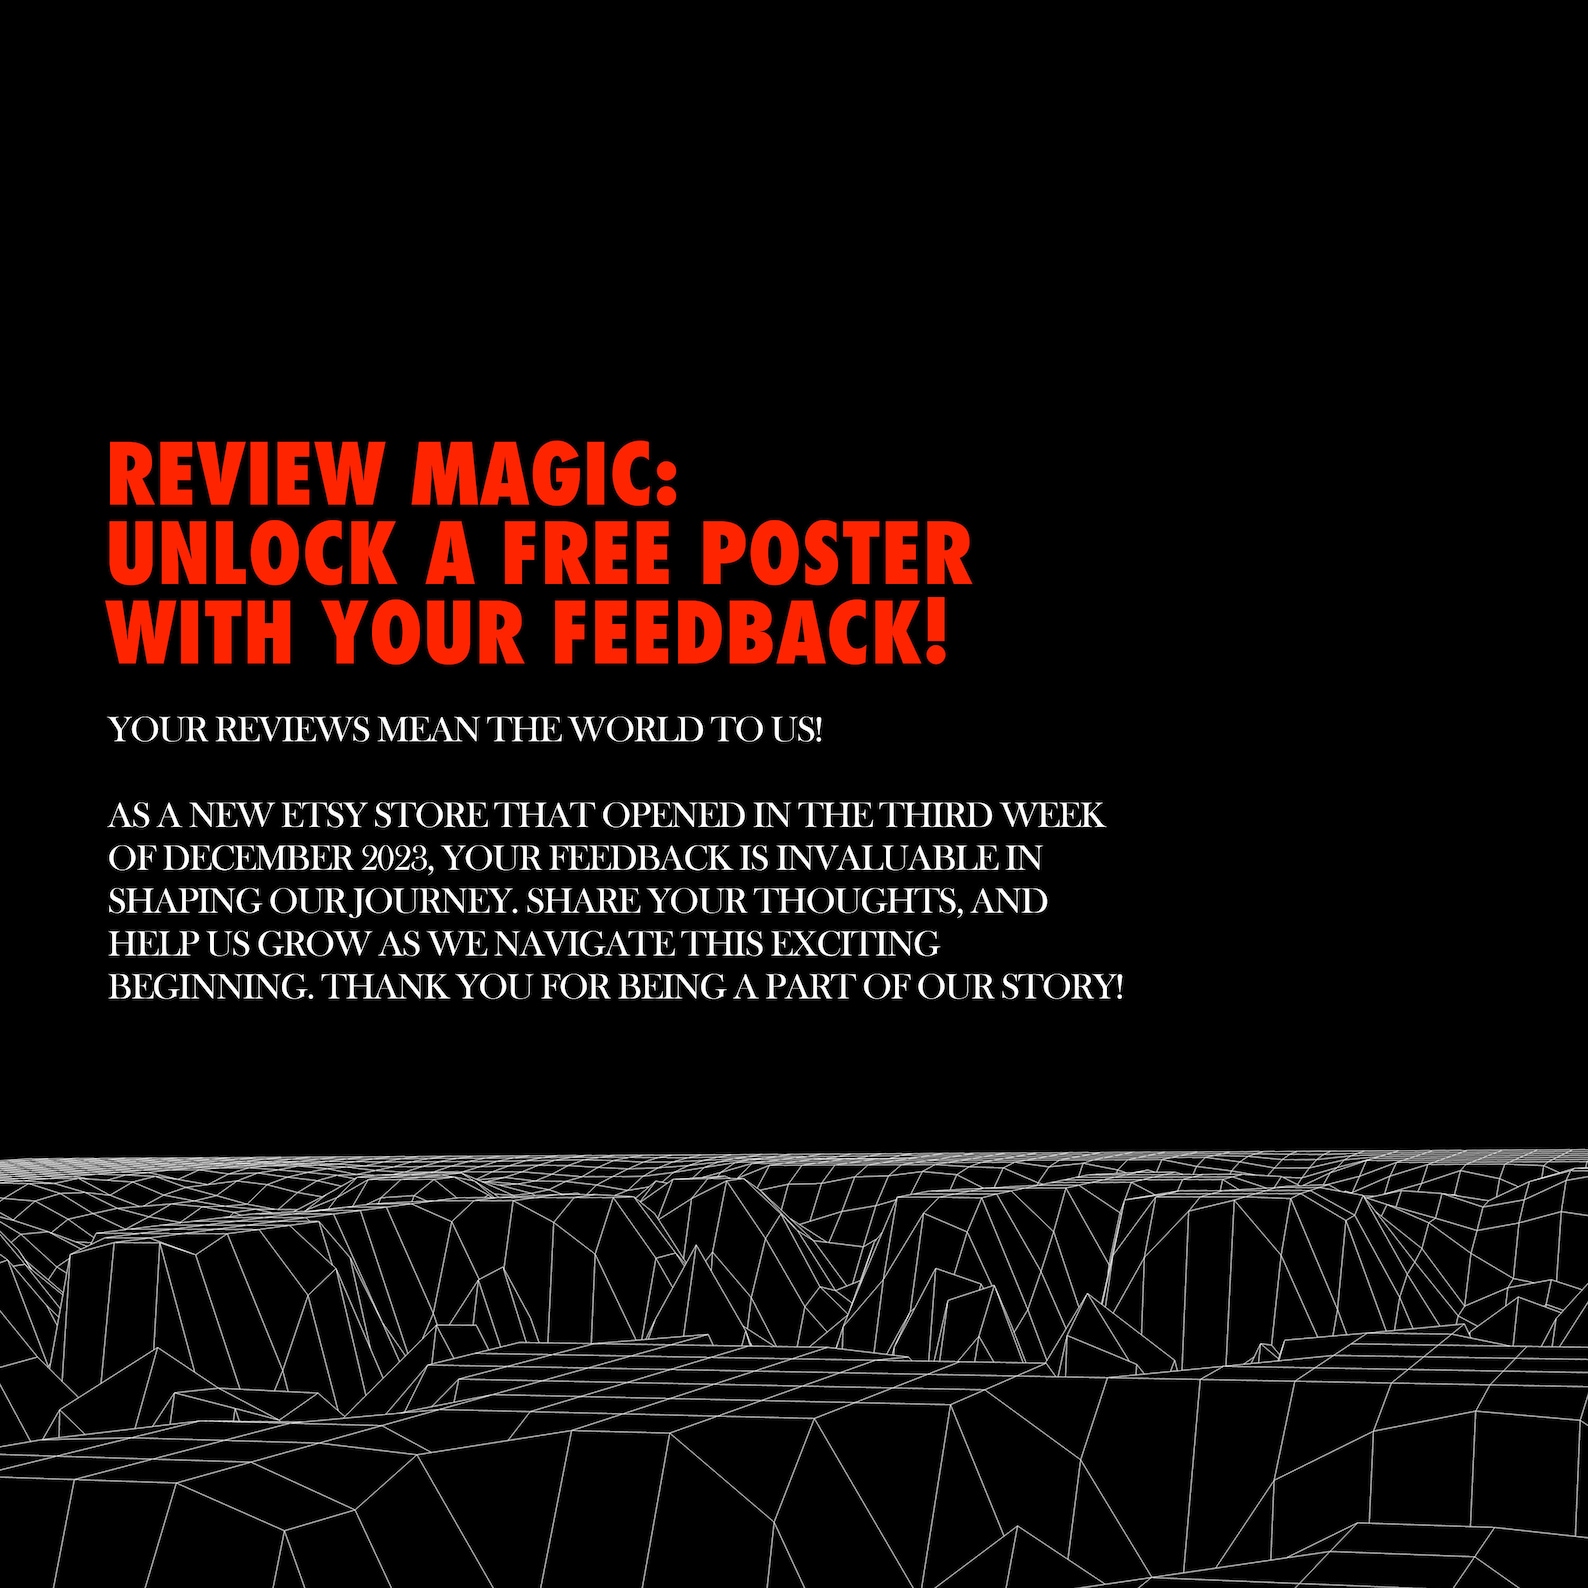 REVIEW MAGIC:
UNLOCK A FREE POSTER
WITH YOUR FEEDBACK!
YOUR REVIEWS MEAN THE WORLD TO US!
AS A NEW ETSY STORE THAT OPENED IN THE THIRD WEEK
OF DECEMBER 2023, YOUR FEEDBACK IS INVALUABLE IN
SHAPING OUR JOURNEY. SHARE YOUR THOUGHTS, AND
HELP US GROW AS WE NAVIGATE THIS EXCITING
BEGINNING. THANK YOU FOR BEING A PART OF OUR STORY!